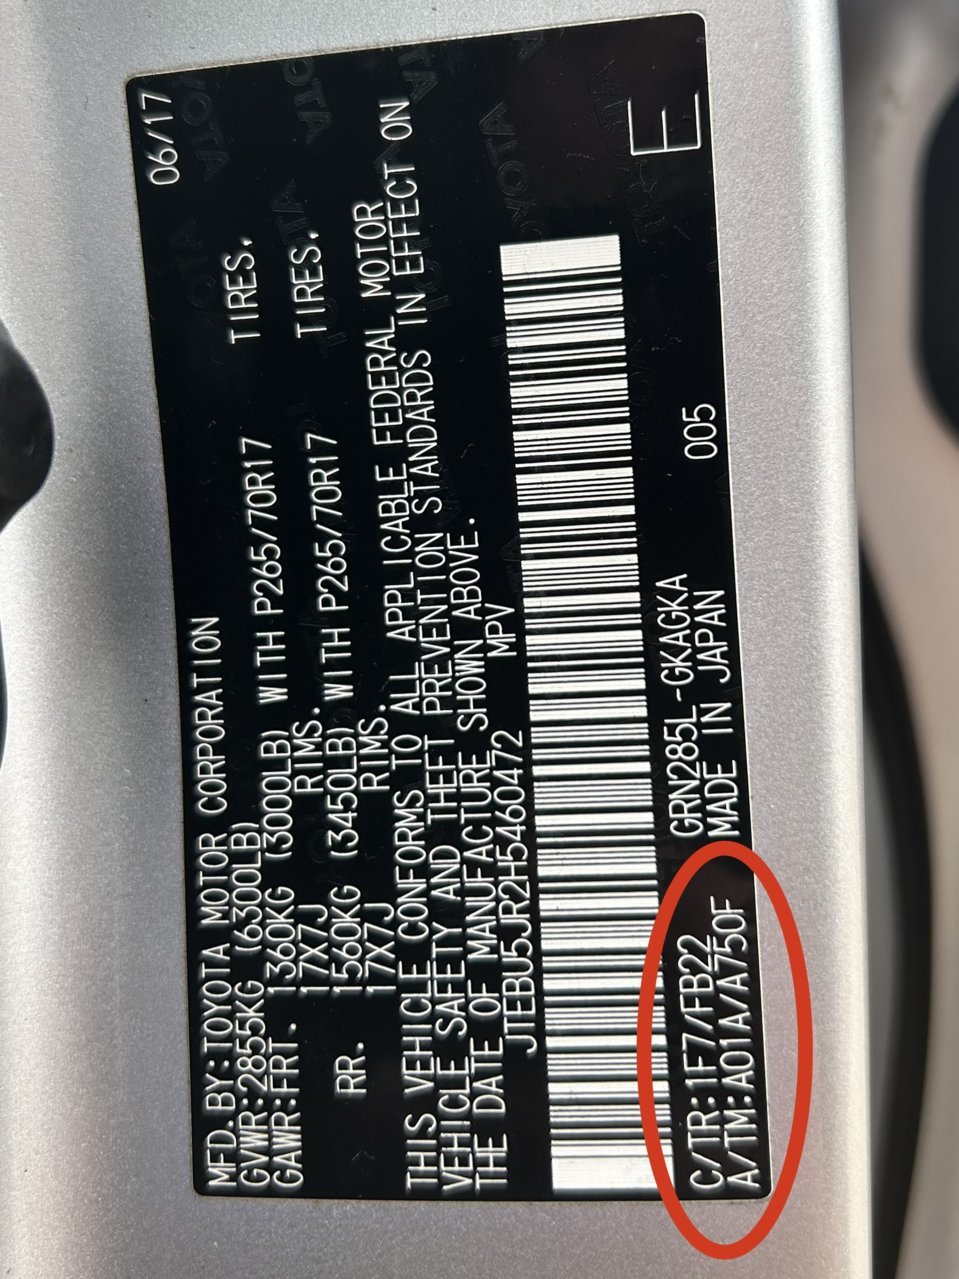 06/17
MFD.BY:TOYOTA MOTOR CORPORATION
GVWR:2855KG (6300LB)
GAWR:FRT. 1360KG (3000LB) WITH P265/70R17 TIRES.
17X7J RIMS.
RR. 1560KG (3450LB) WITH P265/70R17 TIRES.
17X7J RIMS.
THIS VEHICLE CONFORMS TO ALL APPLICABLE FEDERAL MOTOR
VEHICLE SAFETY AND THEFT PREVENTION STANDARDS IN EFFECT ON
THE DATE OF MANUFACTURE SHOWN ABOVE.
JTEBU5JR2H5460472 MPV
C/TR:1F7/FB22 GRN285L-GKAGKA 005
A/TM:A01A/A750F MADE IN JAPAN
E